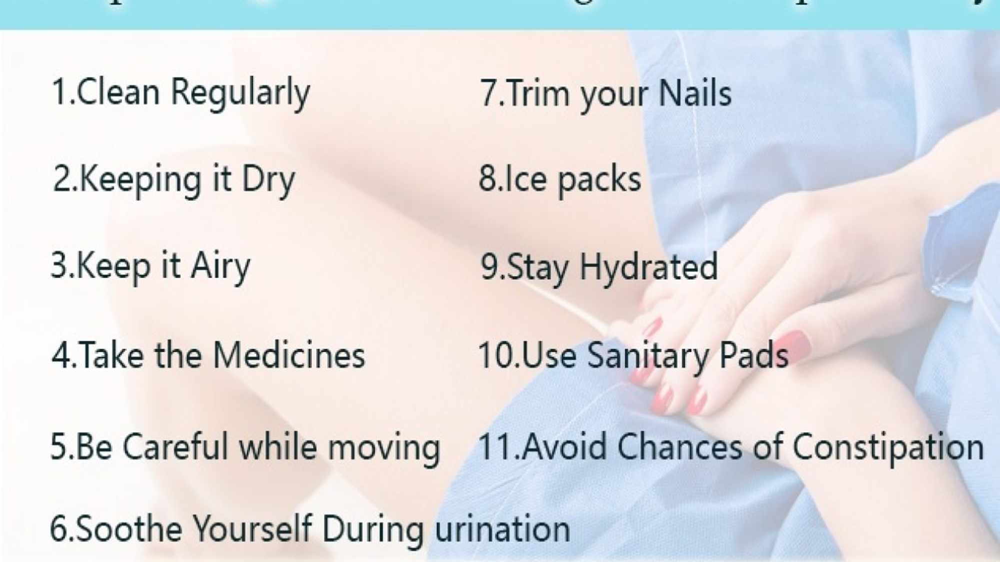 1.Clean Regularly
2.Keeping it Dry
3.Keep it Airy
4.Take the Medicines
5.Be Careful while moving
6.Soothe Yourself During urination
7.Trim your Nails
8.Ice packs
9.Stay Hydrated
10.Use Sanitary Pads
11.Avoid Chances of Constipation